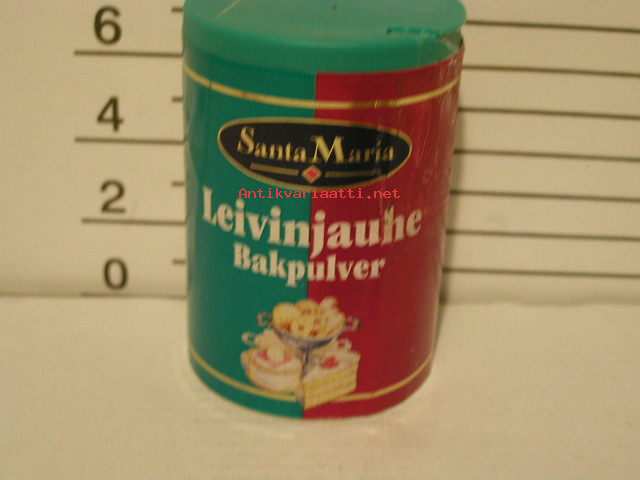 6
4
2
0
Santa Maria
Antikvariaatti.net
Leivinjauhe
Bakpulver